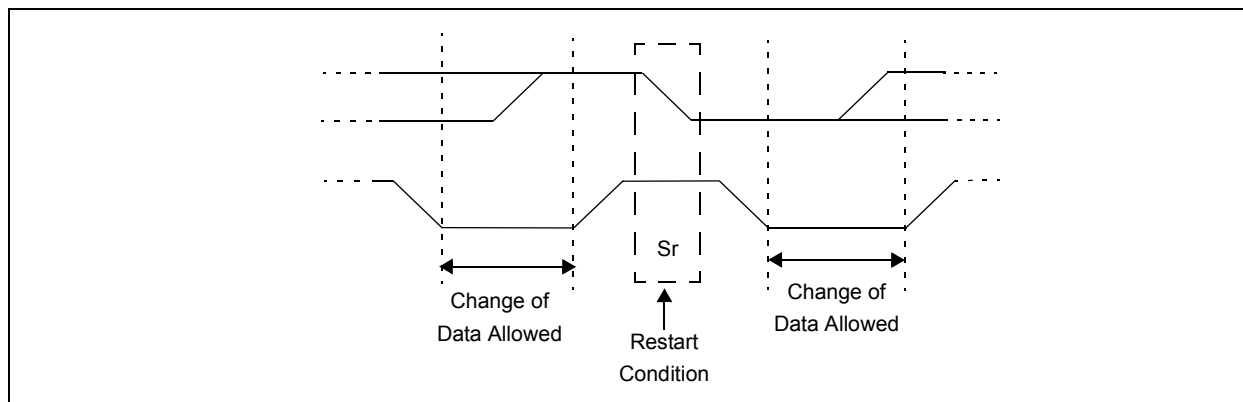 Sr
Change of
Data Allowed
Restart
Condition
Change of
Data Allowed